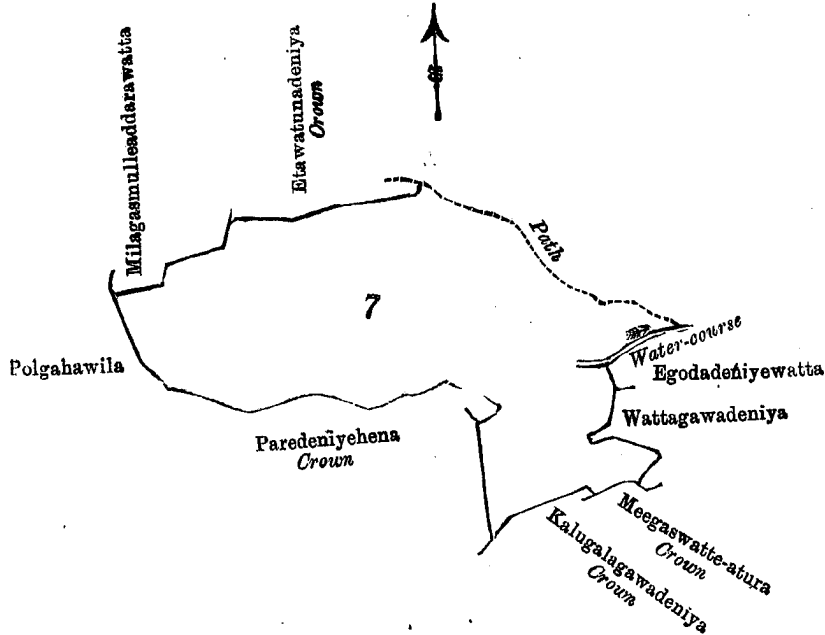 Milagasmulleaddarawatta
Etawatunadeniya
Crown
Path
7
Water-course
Polgahawila
Egodadeniyewatta
Wattagawadeniya
Paredeniyehena
Crown
Meegaswatte-atura
Crown
Kalugalagawadeniya
Crown